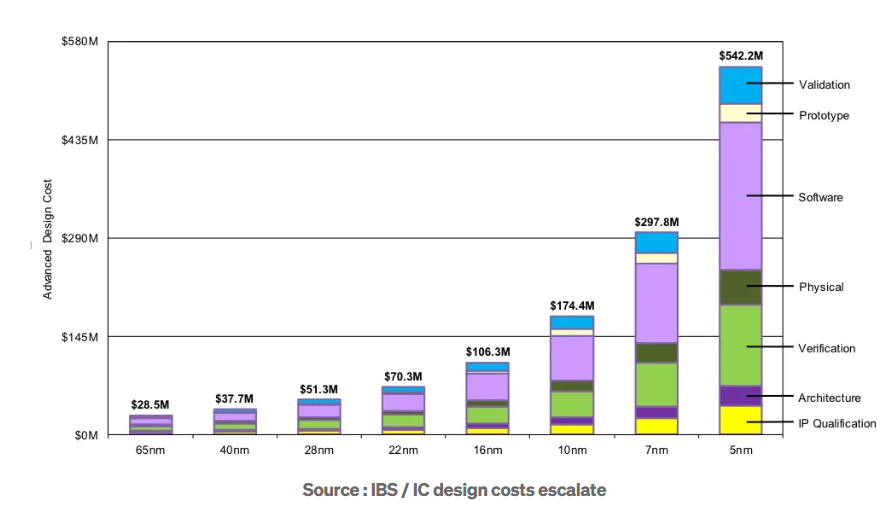 $580M
$542.2M
Validation
Prototype
$435M
Software
$297.8M
$290M
Advanced Design Cost
Physical
$174.4M
$145M
Verification
$106.3M
$70.3M
$51.3M
$37.7M
$28.5M
Architecture
IP Qualification
$0M
65nm 40nm 28nm 22nm 16nm 10nm 7nm 5nm
Source : IBS / IC design costs escalate